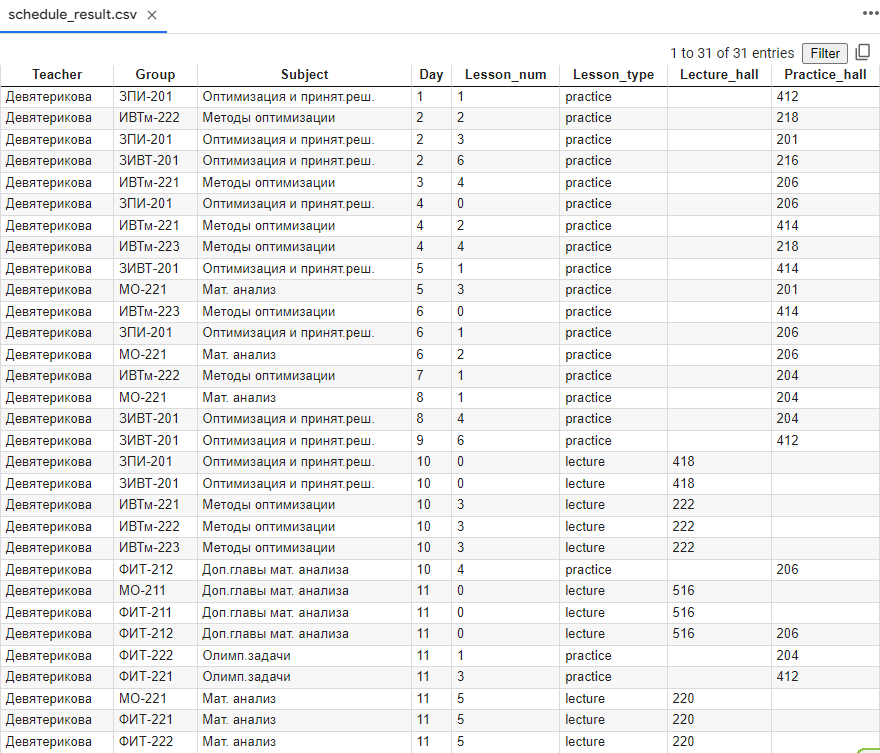 schedule_result.csv ×
1 to 31 of 31 entries Filter
Teacher Group Subject Day Lesson_num Lesson_type Lecture_hall Practice_hall
Девятерикова ЗПИ-201 Оптимизация и принят.реш. 1 1 practice 412
Девятерикова ИВТм-222 Методы оптимизации 2 2 practice 218
Девятерикова ЗПИ-201 Оптимизация и принят.реш. 2 3 practice 201
Девятерикова ЗИВТ-201 Оптимизация и принят.реш. 2 6 practice 216
Девятерикова ИВТм-221 Методы оптимизации 3 4 practice 206
Девятерикова ЗПИ-201 Оптимизация и принят.реш. 4 0 practice 206
Девятерикова ИВТм-221 Методы оптимизации 4 2 practice 414
Девятерикова ИВТм-223 Методы оптимизации 4 4 practice 218
Девятерикова ЗИВТ-201 Оптимизация и принят.реш. 5 1 practice 414
Девятерикова МО-221 Мат. анализ 5 3 practice 201
Девятерикова ИВТм-223 Методы оптимизации 6 0 practice 414
Девятерикова ЗПИ-201 Оптимизация и принят.реш. 6 1 practice 206
Девятерикова МО-221 Мат. анализ 6 2 practice 206
Девятерикова ИВТм-222 Методы оптимизации 7 1 practice 204
Девятерикова МО-221 Мат. анализ 8 1 practice 204
Девятерикова ЗИВТ-201 Оптимизация и принят.реш. 8 4 practice 204
Девятерикова ЗИВТ-201 Оптимизация и принят.реш. 9 6 practice 412
Девятерикова ЗПИ-201 Оптимизация и принят.реш. 10 0 lecture 418
Девятерикова ЗИВТ-201 Оптимизация и принят.реш. 10 0 lecture 418
Девятерикова ИВТм-221 Методы оптимизации 10 3 lecture 222
Девятерикова ИВТм-222 Методы оптимизации 10 3 lecture 222
Девятерикова ИВТм-223 Методы оптимизации 10 3 lecture 222
Девятерикова ФИТ-212 Доп.главы мат. анализа 10 4 practice 206
Девятерикова МО-211 Доп.главы мат. анализа 11 0 lecture 516
Девятерикова ФИТ-211 Доп.главы мат. анализа 11 0 lecture 516
Девятерикова ФИТ-212 Доп.главы мат. анализа 11 0 lecture 516 206
Девятерикова ФИТ-222 Олимп.задачи 11 1 practice 204
Девятерикова ФИТ-221 Олимп.задачи 11 3 practice 412
Девятерикова МО-221 Мат. анализ 11 5 lecture 220
Девятерикова ФИТ-221 Мат. анализ 11 5 lecture 220
Девятерикова ФИТ-222 Мат. анализ 11 5 lecture 220